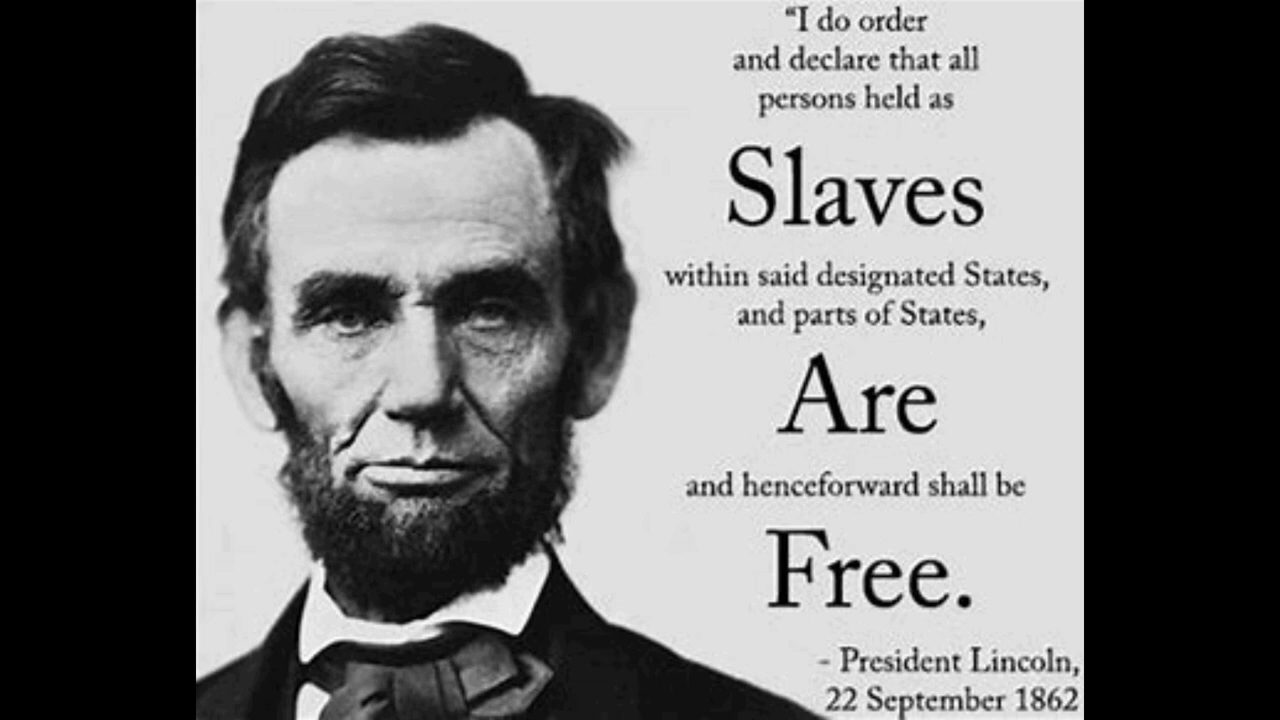 “I do order
and declare that all
persons held as
Slaves
within said designated States,
and parts of States,
Are
and henceforward shall be
Free.
- President Lincoln,
22 September 1862